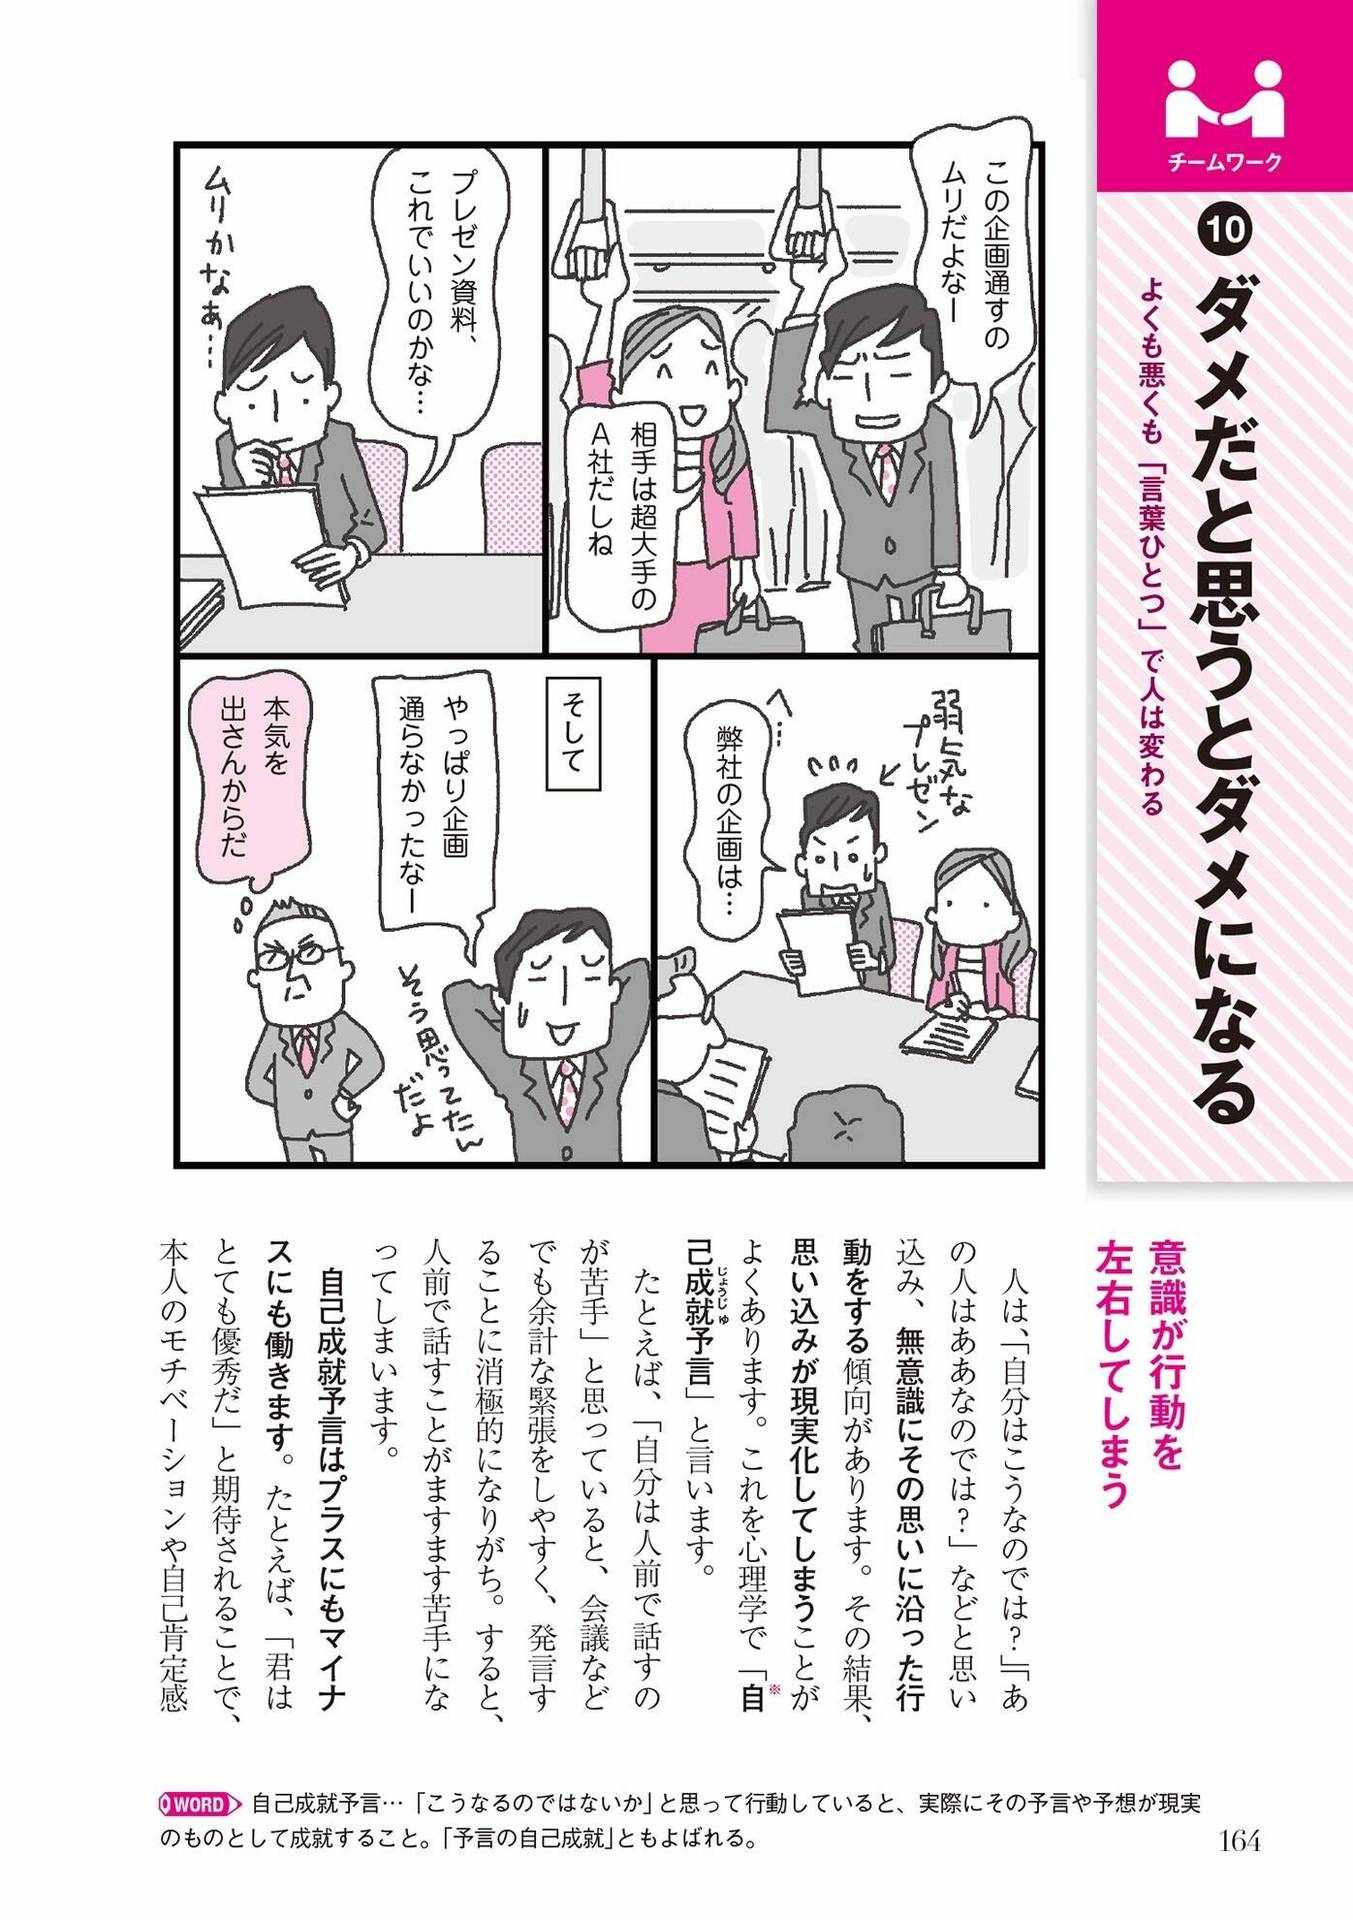 チームワーク
10
ダメだと思うとダメになる
よくも悪くも「言葉ひとつ」で人は変わる
この企画通すの
ムリだよなー
相手は超大手の
A社だしね
プレゼン資料、
これでいいのかな…
ムリかなぁ…
弱気な
プレゼン
へ…
弊社の企画は…
そして
やっぱり企画
通らなかったなー
そう思ってたん
だよ
本気を
出さんからだ
意識が行動を
左右してしまう
人は、「自分はこうなのでは?」『あ
の人はああなのでは?」などと思い
込み、無意識にその思いに沿った行
動をする傾向があります。その結果、
思い込みが現実化してしまうことが
よくあります。これを心理学で「自※
己成就予言」と言います。
じょうじゅ
たとえば、「自分は人前で話すの
が苦手」と思っていると、会議など
でも余計な緊張をしやすく、発言す
ることに消極的になりがち。すると、
人前で話すことがますます苦手にな
ってしまいます。
自己成就予言はプラスにもマイナ
スにも働きます。たとえば、「君は
とても優秀だ」と期待されることで、
本人のモチベーションや自己肯定感
WORD 自己成就予言…「こうなるのではないか」と思って行動していると、実際にその予言や予想が現実
のものとして成就すること。「予言の自己成就」ともよばれる。
164